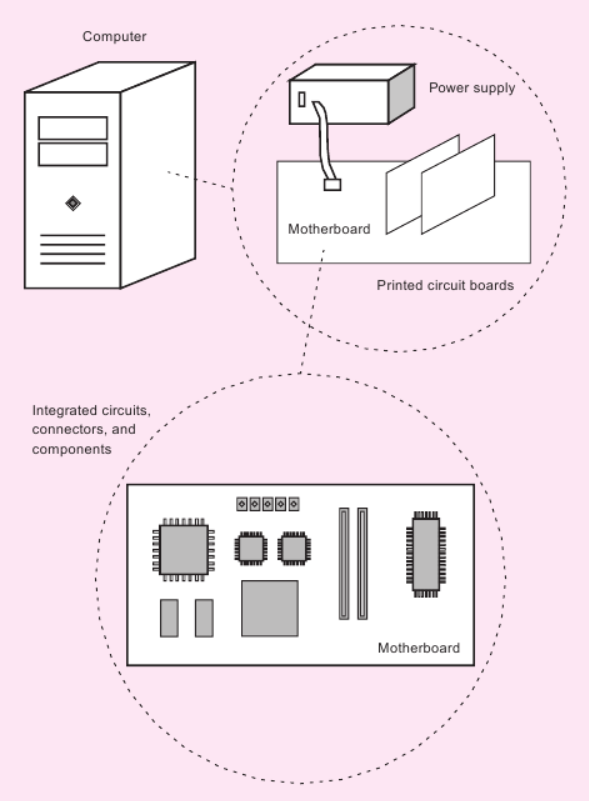 Computer
Power supply
Motherboard
Printed circuit boards
Integrated circuits,
connectors, and
components
Motherboard